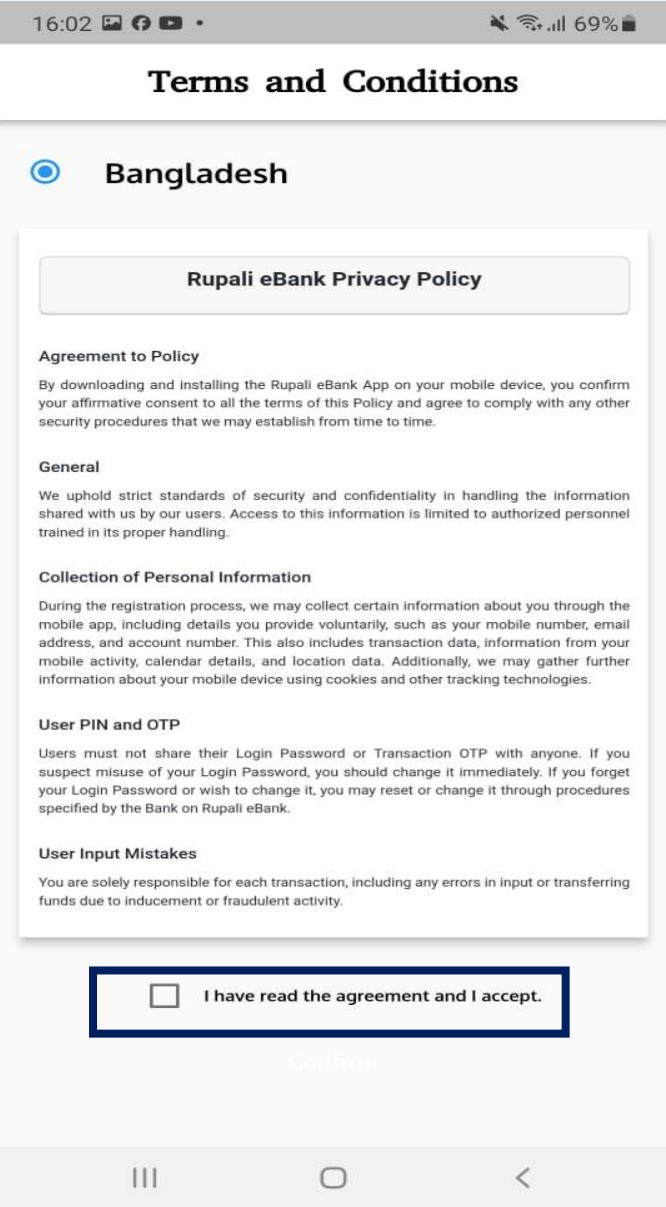 16:02
69%
Terms and Conditions
Bangladesh
Rupali eBank Privacy Policy
Agreement to Policy
By downloading and installing the Rupali eBank App on your mobile device, you confirm
your affirmative consent to all the terms of this Policy and agree to comply with any other
security procedures that we may establish from time to time.
General
We uphold strict standards of security and confidentiality in handling the information
shared with us by our users. Access to this information is limited to authorized personnel
trained in its proper handling.
Collection of Personal Information
During the registration process, we may collect certain information about you through the
mobile app, including details you provide voluntarily, such as your mobile number, email
address, and account number. This also includes transaction data, information from your
mobile activity, calendar details, and location data. Additionally, we may gather further
information about your mobile device using cookies and other tracking technologies.
User PIN and OTP
Users must not share their Login Password or Transaction OTP with anyone. If you
suspect misuse of your Login Password, you should change it immediately. If you forget
your Login Password or wish to change it, you may reset or change it through procedures
specified by the Bank on Rupali eBank.
User Input Mistakes
You are solely responsible for each transaction, including any errors in input or transferring
funds due to inducement or fraudulent activity.
I have read the agreement and I accept.